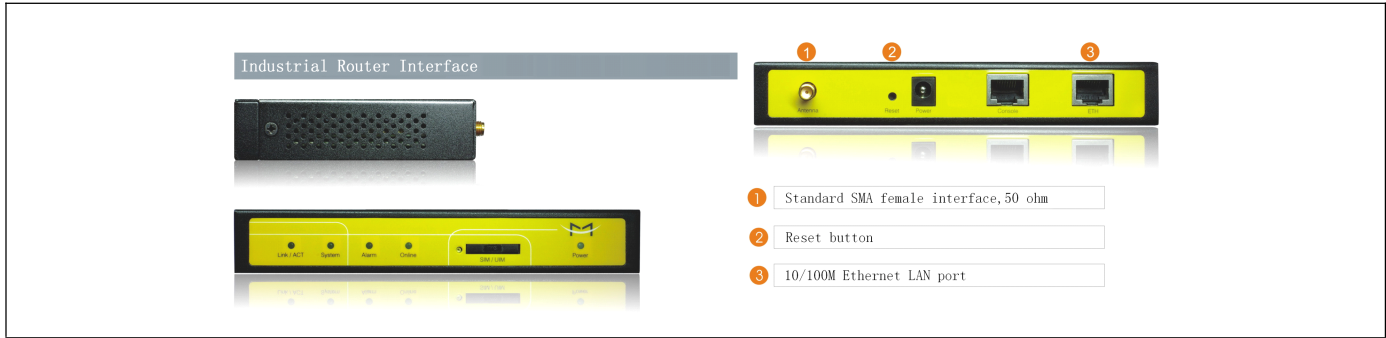 Industrial Router Interface
Link / ACT
System
Alarm
Online
SIM / UIM
Power
1
2
3
Antenna
Reset
Power
Console
ETH
1 Standard SMA female interface,50 ohm
2 Reset button
3 10/100M Ethernet LAN port